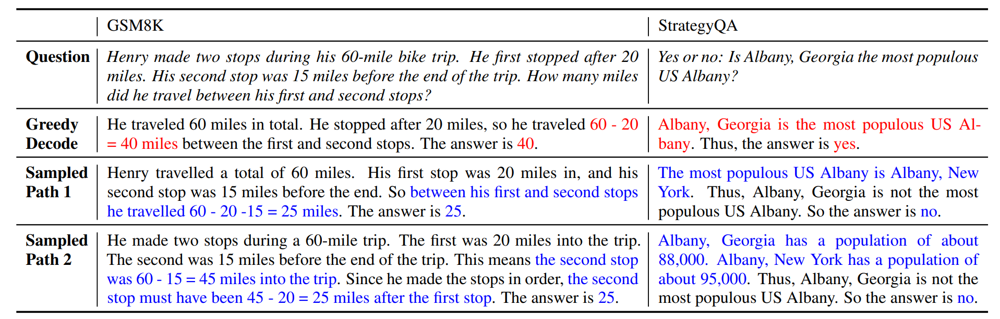 GSM8K
StrategyQA
Question
Henry made two stops during his 60-mile bike trip. He first stopped after 20
miles. His second stop was 15 miles before the end of the trip. How many miles
did he travel between his first and second stops?
Yes or no: Is Albany, Georgia the most populous
US Albany?
Greedy
Decode
He traveled 60 miles in total. He stopped after 20 miles, so he traveled 60 - 20
= 40 miles between the first and second stops. The answer is 40.
Albany, Georgia is the most populous US Al-
bany. Thus, the answer is yes.
Sampled
Path 1
Henry travelled a total of 60 miles. His first stop was 20 miles in, and his
second stop was 15 miles before the end. So between his first and second stops
he travelled 60 - 20 -15 = 25 miles. The answer is 25.
The most populous US Albany is Albany, New
York. Thus, Albany, Georgia is not the most
populous US Albany. So the answer is no.
Sampled
Path 2
He made two stops during a 60-mile trip. The first was 20 miles into the trip.
The second was 15 miles before the end of the trip. This means the second stop
was 60 - 15 = 45 miles into the trip. Since he made the stops in order, the second
stop must have been 45 - 20 = 25 miles after the first stop. The answer is 25.
Albany, Georgia has a population of about
88,000. Albany, New York has a population of
about 95,000. Thus, Albany, Georgia is not the
most populous US Albany. So the answer is no.